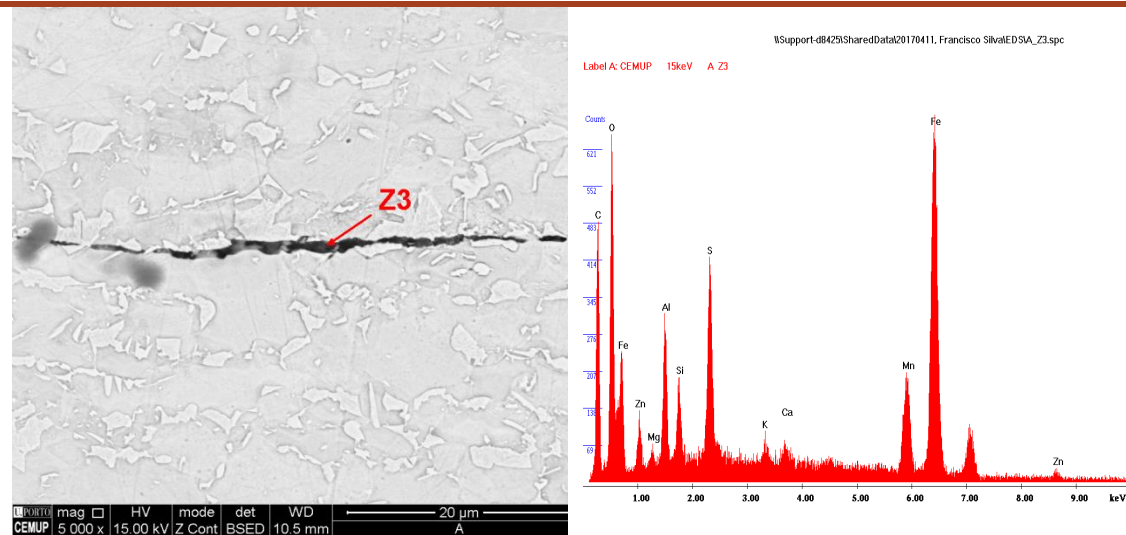 Z3
U.PORTO
CEMUP
mag HV mode det WD
5 000 x 15.00 kV Z Cont BSED 10.5 mm
20 µm
A
\\Support-d8425\SharedData\20170411, Francisco Silva\EDS\A_Z3.spc
Label A: CEMUP 15keV A Z3
Counts
621
552
483
414
345
276
207
138
69
C
O
Fe
Zn
Mg
Al
Si
S
K
Ca
Mn
Fe
Zn
1.00 2.00 3.00 4.00 5.00 6.00 7.00 8.00 9.00 keV